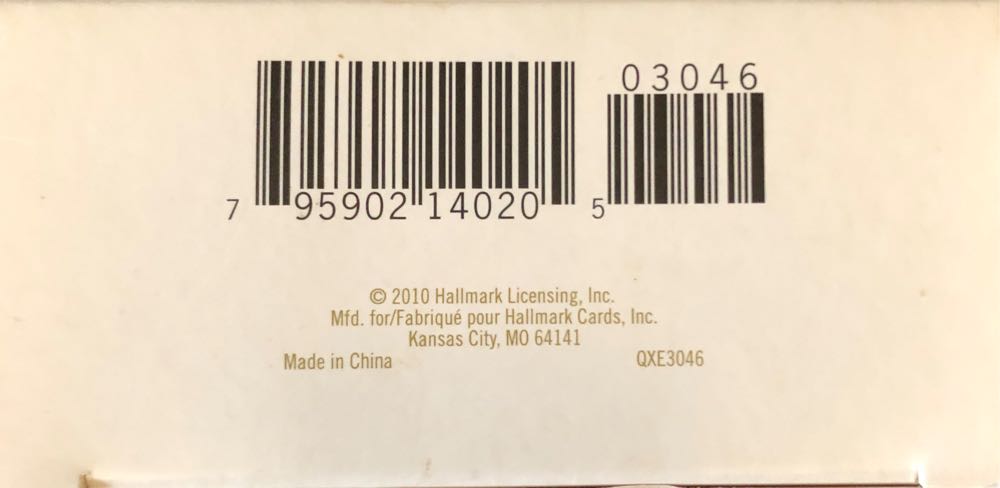 03046
7 95902 14020 5
© 2010 Hallmark Licensing, Inc.
Mfd. for/Fabriqué pour Hallmark Cards, Inc.
Kansas City, MO 64141
Made in China QXE3046